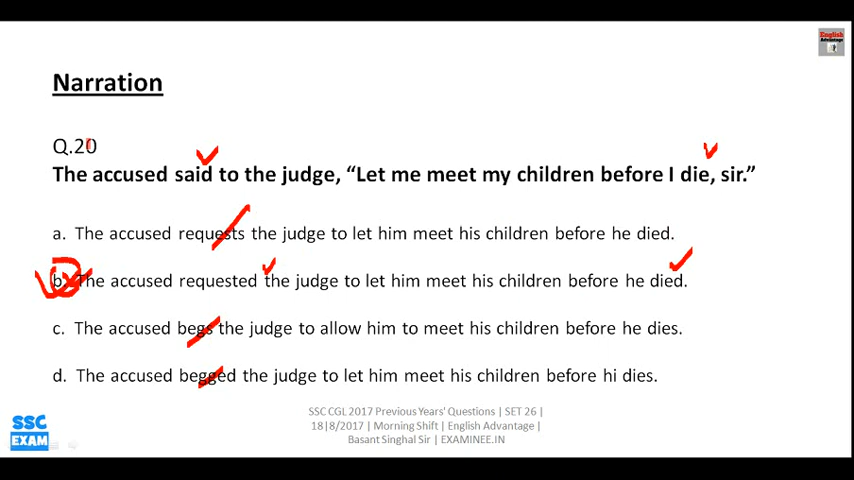 English
Advantage
Narration
Q.20
The accused said to the judge, “Let me meet my children before I die, sir.”
a. The accused requests the judge to let him meet his children before he died.
b. The accused requested the judge to let him meet his children before he died.
c. The accused begs the judge to allow him to meet his children before he dies.
d. The accused begged the judge to let him meet his children before hi dies.
SSC CGL 2017 Previous Years' Questions | SET 26 |
18|8/2017 | Morning Shift | English Advantage |
Basant Singhal Sir | EXAMINEE.IN
SSC
EXAM